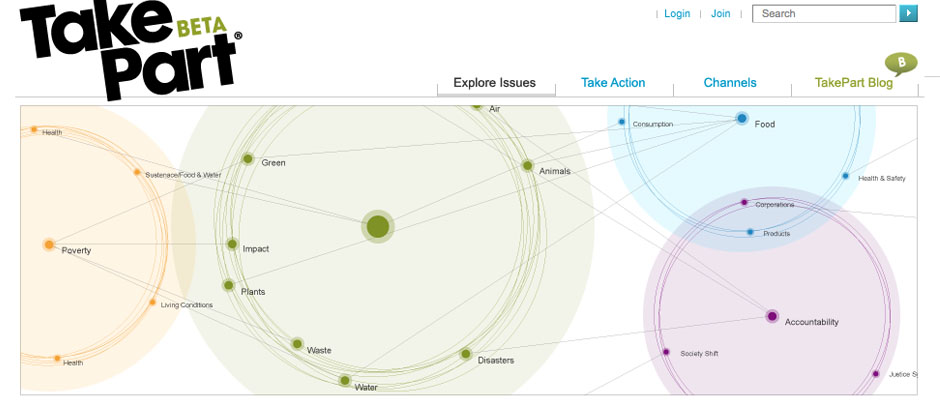 Take BETA
Part®
Login
Join
Search
B
Explore Issues
Take Action
Channels
TakePart Blog
Air
Health
Consumption
Food
Green
Sustenace/Food & Water
Animals
Health & Safety
Corporations
Products
Poverty
Impact
Plants
Living Conditions
Accountability
Waste
Society Shift
Disasters
Health
Justice Sy
Water